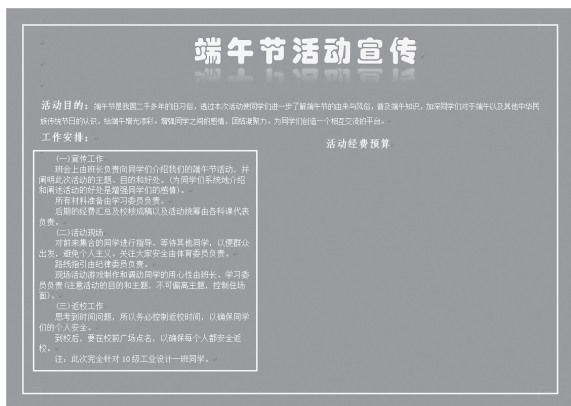 端午节活动宣传
活动目的：端午节是我国二千多年的旧习俗，透过本次活动使同学们进一步了解端午节的由来与风俗，普及端午知识，加深同学们对于端午以及其他中华民
族传统节日的认识，给端午增光添彩。增强同学之间的感情，团结凝聚力。为同学们创造一个相互交流的平台。
工作安排：
活动经费预算
（一）宣传工作
班会上由班长负责向同学们介绍我们的端午节活动，并
阐明此次活动的主题、目的和好处。（为同学们系统地介绍
和阐述活动的好处是增强同学们的感情）。
所有材料准备由学习委员负责。
后期的经费汇总及校核成稿以及活动统筹由各科课代表
负责。
（二）活动现场
对前来集合的同学进行指导。等待其他同学，以便群众
出发，避免个人主义。关注大家安全由体育委员负责。
路线指引由纪律委员负责。
现场活动游戏制作和调动同学的用心性由班长、学习委
员负责（注意活动的目的和主题，不可偏离主题，控制住场
面）。
（三）返校工作
思考到时间问题，所以务必控制返校时间，以确保同学
们的个人安全。
到校后，要在校前广场点名，以确保每个人都安全返
校。
注：此次完全针对10级工业设计一班同学。